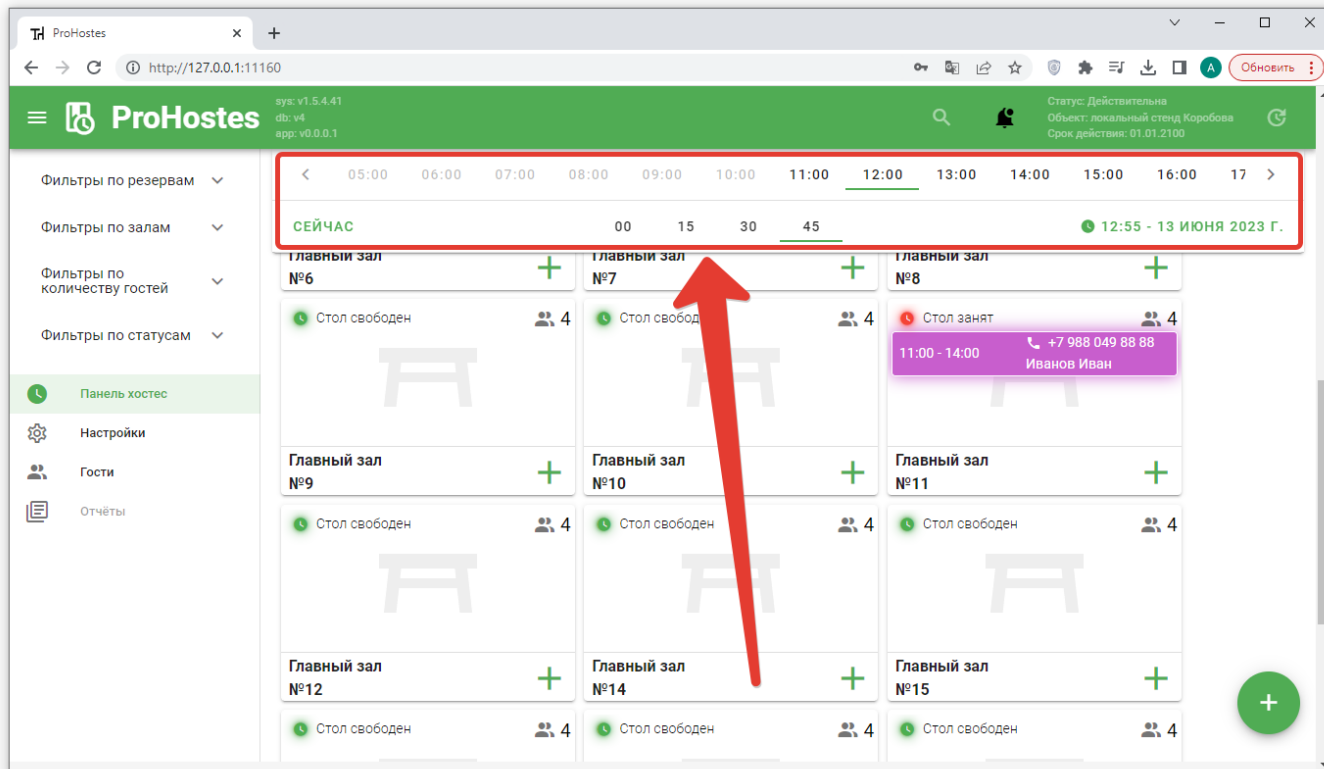 ProHostes
http://127.0.0.1:11160
A
Обновить
ProHostes
sys: v1.5.4.41
db: v4
app: v0.0.0.1
Статус: Действительна
Объект: локальный стенд Коробова
Срок действия: 01.01.2100
Фильтры по резервам
Фильтры по залам
Фильтры по
количеству гостей
Фильтры по статусам
Панель хостес
Настройки
Гости
Отчёты
05:00 06:00 07:00 08:00 09:00 10:00 11:00 12:00 13:00 14:00 15:00 16:00 17
СЕЙЧАС 00 15 30 45 12:55 - 13 ИЮНЯ 2023 Г.
Главный зал Главный зал Главный зал
№6 №7 №8
Стол свободен 4 Стол свобод 4 Стол занят 4
11:00 - 14:00 +7 988 049 88 88
Иванов Иван
Главный зал Главный зал Главный зал
№9 №10 №11
Стол свободен 4 Стол свободен 4 Стол свободен 4
Главный зал Главный зал Главный зал
№12 №14 №15
Стол свободен 4 Стол свободен 4 Стол свободен 4